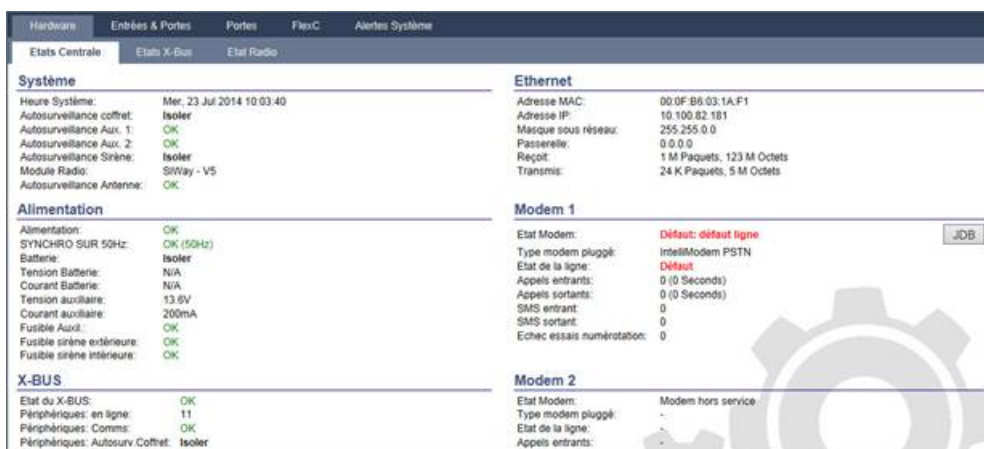 Hardware Entrées & Portes Portes FlexC Alertes Système
Etats Centrale Etats X-Bus Etat Radio
Système
Heure Système: Mer, 23 Jul 2014 10:03:40
Autosurveillance coffret: Isoler
Autosurveillance Aux. 1: OK
Autosurveillance Aux. 2: OK
Autosurveillance Sirène: Isoler
Module Radio: SiWay - V5
Autosurveillance Antenne: OK
Alimentation
Alimentation: OK
SYNCHRO SUR 50Hz: OK (50Hz)
Batterie: Isoler
Tension Batterie: N/A
Courant Batterie: N/A
Tension auxiliaire: 13.6V
Courant auxiliaire: 200mA
Fusible Auxil.: OK
Fusible sirène extérieure: OK
Fusible sirène intérieure: OK
X-BUS
Etat du X-BUS: OK
Périphériques: en ligne: 11
Périphériques: Comms: OK
Périphériques: Autosurv.Coffret: Isoler
Ethernet
Adresse MAC: 00:0F:B6:03:1A:F1
Adresse IP: 10.100.82.181
Masque sous réseau: 255.255.0.0
Passerelle: 0.0.0.0
Reçoit: 1 M Paquets, 123 M Octets
Transmis: 24 K Paquets, 5 M Octets
Modem 1
Etat Modem: Défaut: défaut ligne JDB
Type modem pluggé: IntelliModem PSTN
Etat de la ligne: Défaut
Appels entrants: 0 (0 Seconds)
Appels sortants: 0 (0 Seconds)
SMS entrant: 0
SMS sortant: 0
Echec essais numérotation: 0
Modem 2
Etat Modem: Modem hors service
Type modem pluggé: -
Etat de la ligne: -
Appels entrants: -